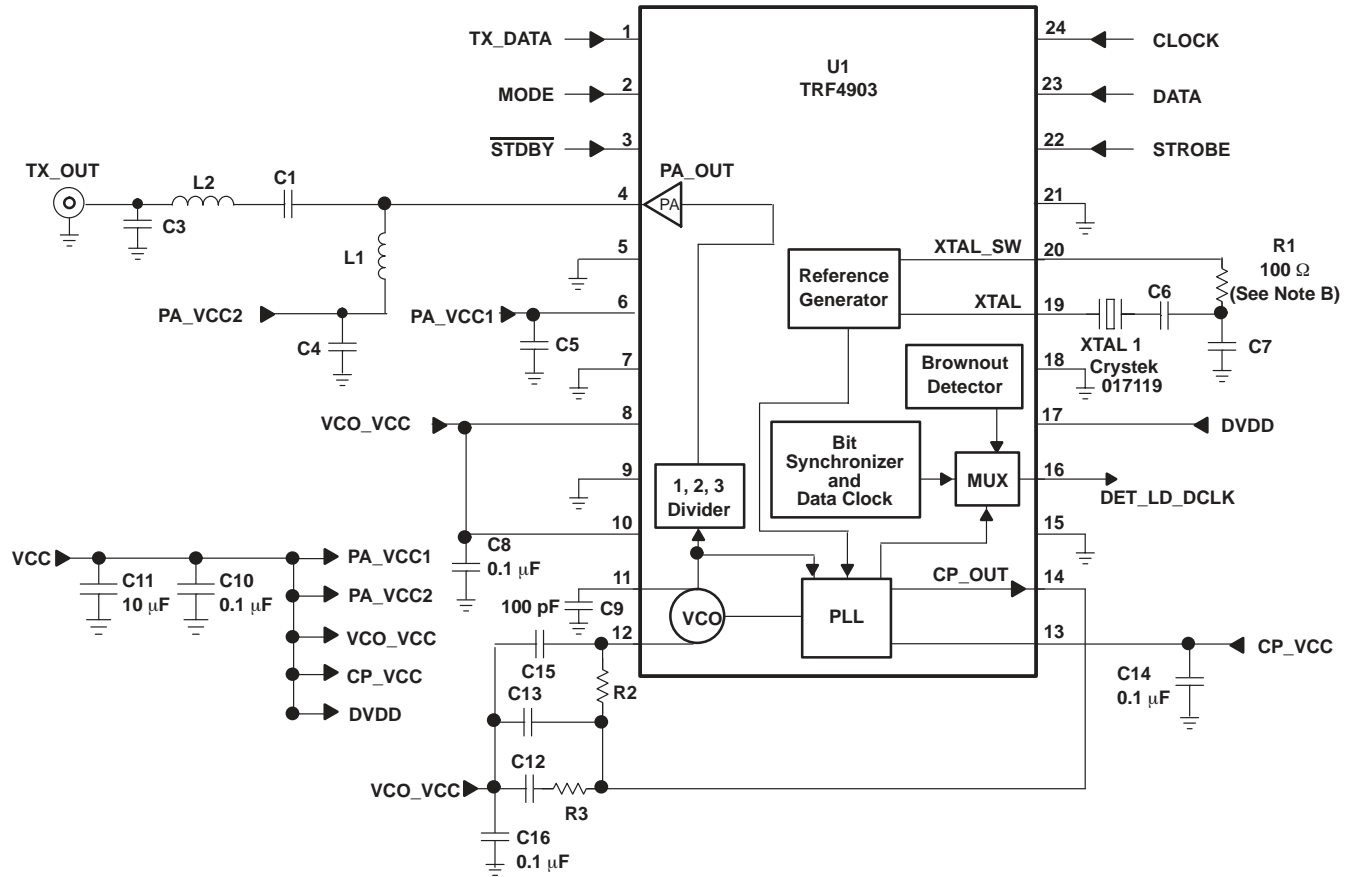 U1
TRF4903
TX_DATA
1
MODE
2
STDBY
3
TX_OUT
L2
C1
C3
4
PA_OUT
PA
L1
5
PA_VCC2
C4
PA_VCC1
6
C5
7
VCO_VCC
8
9
10
C8
0.1 μF
1, 2, 3
Divider
VCC
C11
10 μF
C10
0.1 μF
PA_VCC1
PA_VCC2
VCO_VCC
CP_VCC
DVDD
11
100 pF
C9
12
VCO
C15
C13
R2
C12
VCO_VCC
R3
C16
0.1 μF
24
CLOCK
23
DATA
22
STROBE
21
XTAL_SW
20
R1
100 Ω
(See Note B)
Reference
Generator
XTAL
19
C6
XTAL 1
Crystek
017119
C7
18
Brownout
Detector
17
DVDD
Bit
Synchronizer
and
Data Clock
MUX
16
DET_LD_DCLK
15
CP_OUT
14
PLL
13
CP_VCC
C14
0.1 μF